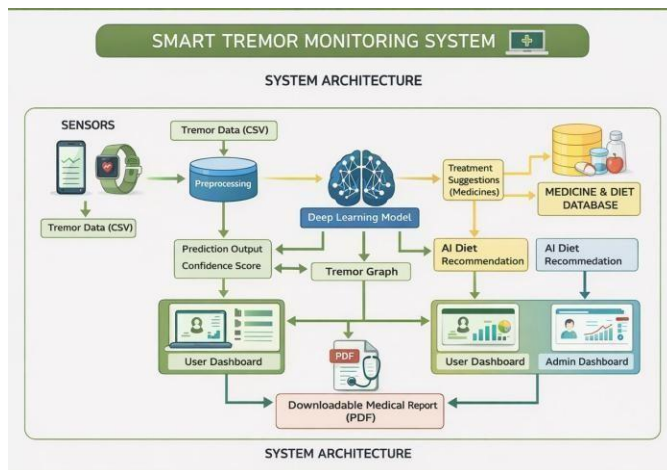 SMART TREMOR MONITORING SYSTEM
SYSTEM ARCHITECTURE
SENSORS
Tremor Data (CSV)
Tremor Data (CSV)
Preprocessing
Deep Learning Model
Treatment
Suggestions
(Medicines)
MEDICINE & DIET
DATABASE
Prediction Output
Confidence Score
Tremor Graph
AI Diet
Recommendation
AI Diet
Recommedation
User Dashboard
PDF
User Dashboard
Admin Dashboard
Downloadable Medical Report
(PDF)
SYSTEM ARCHITECTURE